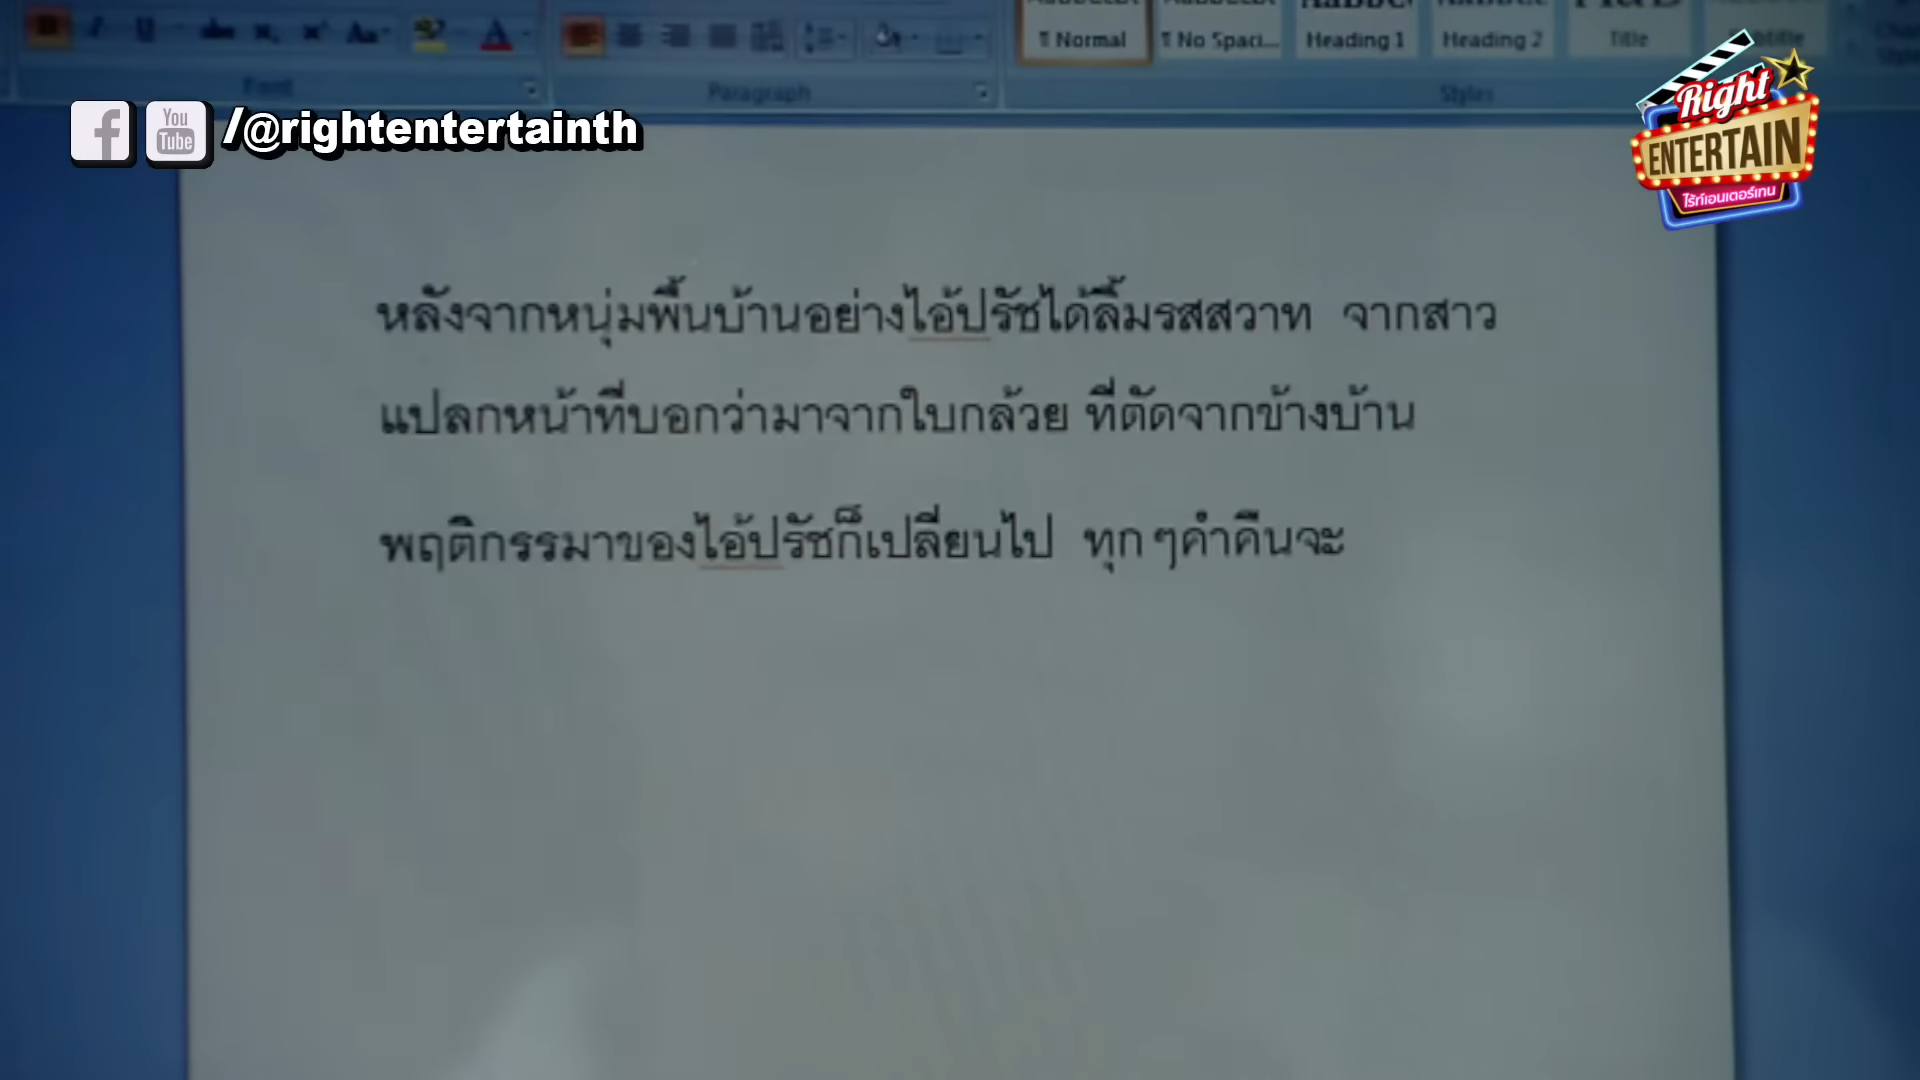 Font
Paragraph
Styles
¶ Normal
¶ No Spaci...
Heading 1
Heading 2
Title
You
Tube
/@rightentertainth
Right
ENTERTAIN
ไร้ท์เอนเตอร์เทน
หลังจากหนุ่มพื้นบ้านอย่างไอ้ปรัชได้ลิ้มรสสวาท จากสาว
แปลกหน้าที่บอกว่ามาจากใบกล้วย ที่ตัดจากข้างบ้าน
พฤติกรรมาของไอ้ปรัชก็เปลี่ยนไป ทุกๆคำคืนจะ